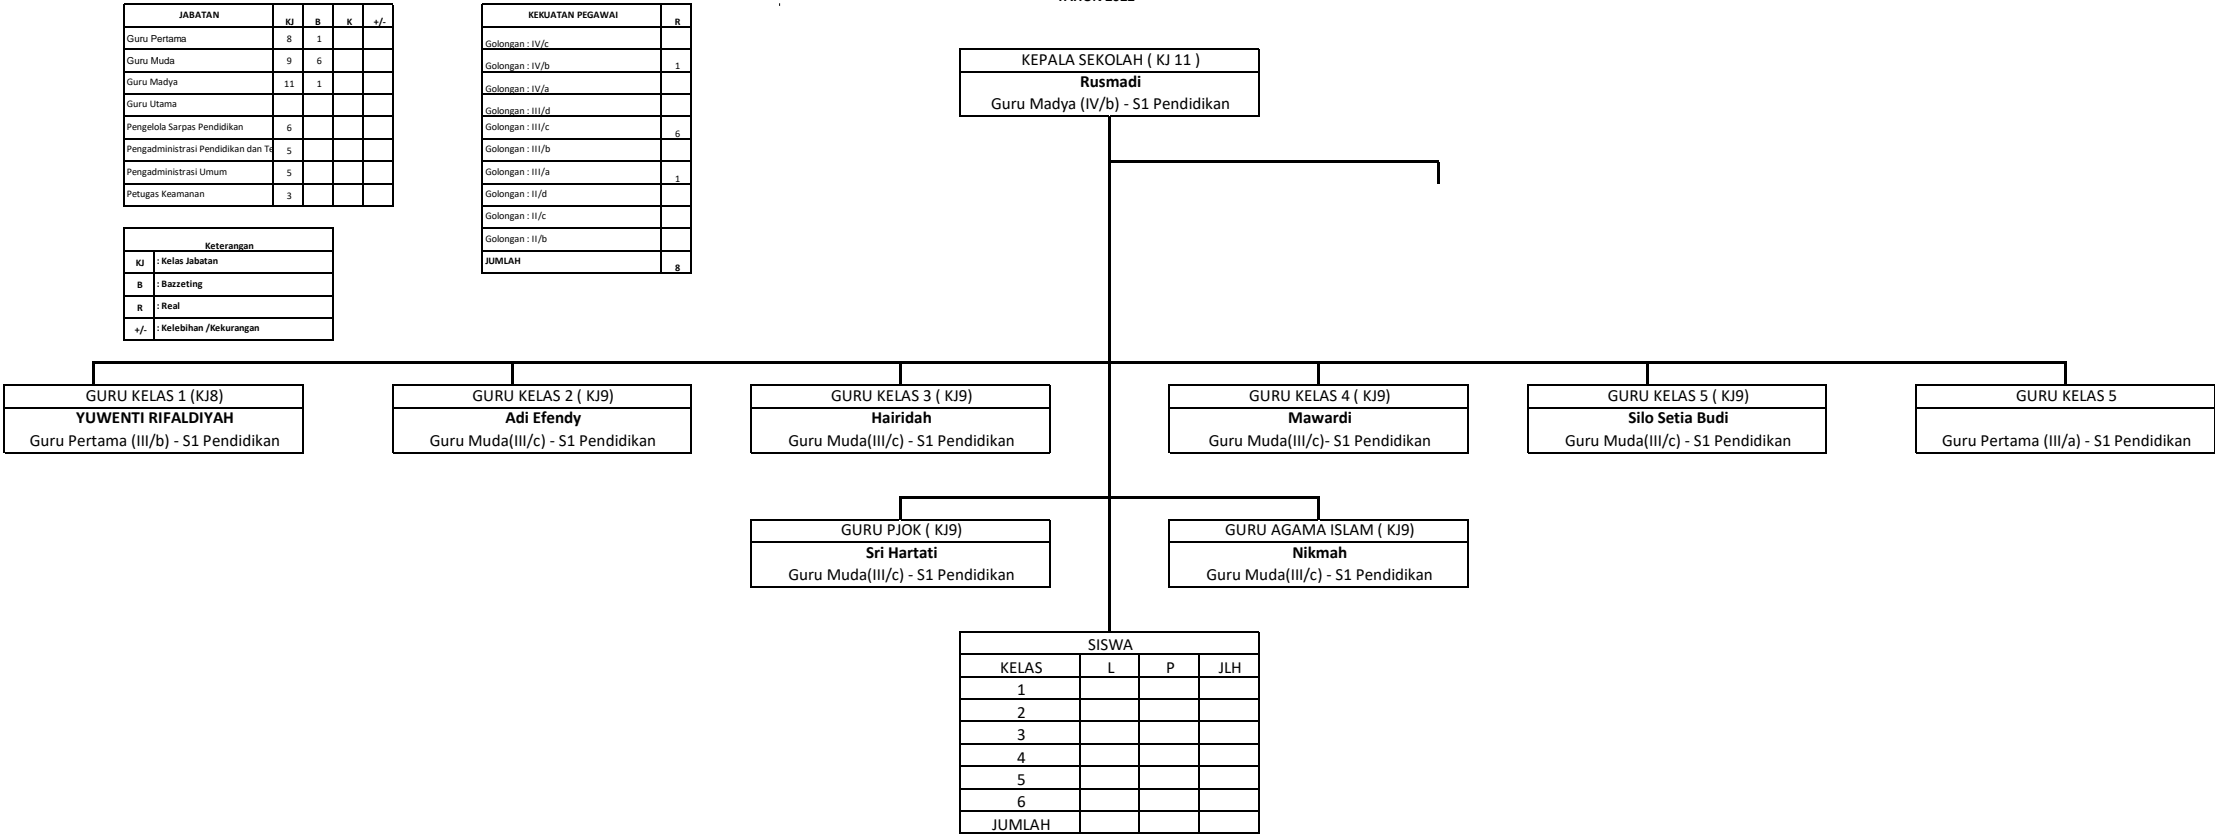 TAHUN 2022
JABATAN KJ B K +/-
Guru Pertama 8 1
Guru Muda 9 6
Guru Madya 11 1
Guru Utama
Pengelola Sarpas Pendidikan 6
Pengadministrasi Pendidikan dan Te 5
Pengadministrasi Umum 5
Petugas Keamanan 3
KEKUATAN PEGAWAI R
Golongan : IV/c
Golongan : IV/b 1
Golongan : IV/a
Golongan : III/d
Golongan : III/c 6
Golongan : III/b
Golongan : III/a 1
Golongan : II/d
Golongan : II/c
Golongan : II/b
JUMLAH 8
Keterangan
KJ : Kelas Jabatan
B : Bazzeting
R : Real
+/- : Kelebihan /Kekurangan
KEPALA SEKOLAH ( KJ 11 )
Rusmadi
Guru Madya (IV/b) - S1 Pendidikan
GURU KELAS 1 (KJ8)
YUWENTI RIFALDIYAH
Guru Pertama (III/b) - S1 Pendidikan
GURU KELAS 2 ( KJ9)
Adi Efendy
Guru Muda(III/c) - S1 Pendidikan
GURU KELAS 3 ( KJ9)
Hairidah
Guru Muda(III/c) - S1 Pendidikan
GURU KELAS 4 ( KJ9)
Mawardi
Guru Muda(III/c)- S1 Pendidikan
GURU KELAS 5 ( KJ9)
Silo Setia Budi
Guru Muda(III/c) - S1 Pendidikan
GURU KELAS 5
Guru Pertama (III/a) - S1 Pendidikan
GURU PJOK ( KJ9)
Sri Hartati
Guru Muda(III/c) - S1 Pendidikan
GURU AGAMA ISLAM ( KJ9)
Nikmah
Guru Muda(III/c) - S1 Pendidikan
SISWA
KELAS L P JLH
1
2
3
4
5
6
JUMLAH